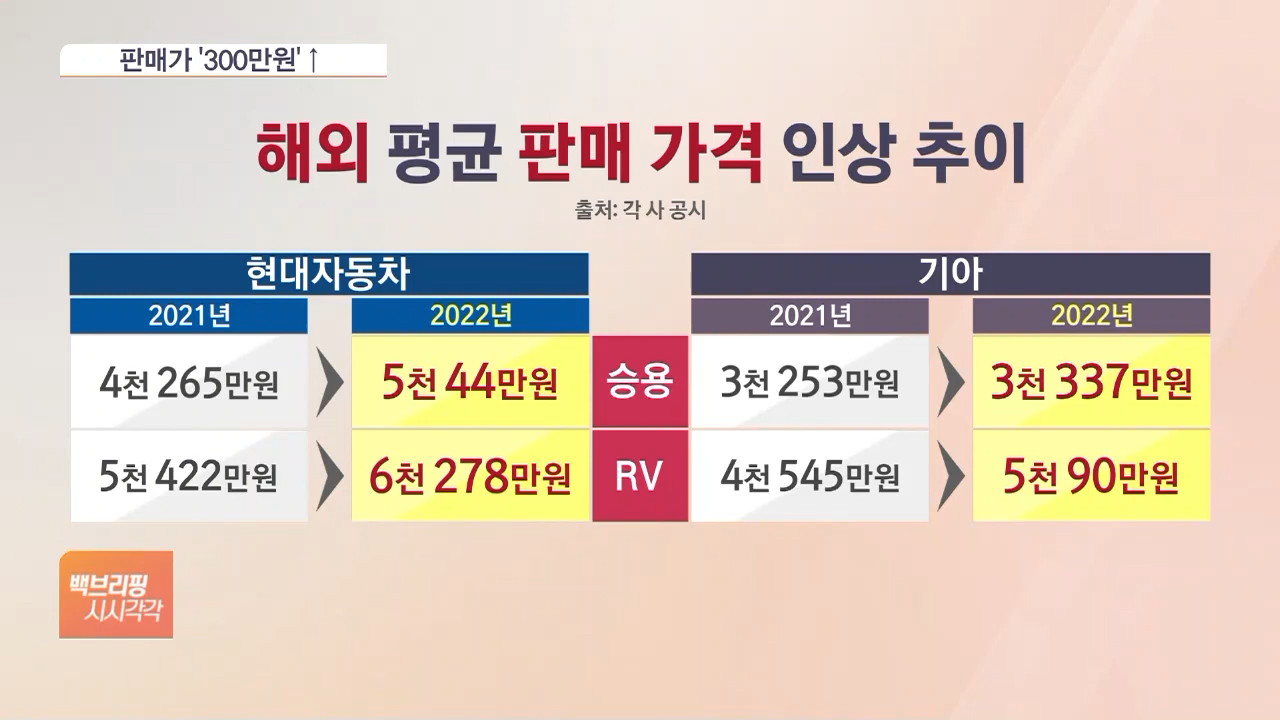 판매가 '300만원'↑
해외 평균 판매 가격 인상 추이
출처: 각 사 공시
현대자동차 기아
2021년 2022년 2021년 2022년
4천 265만원 5천 44만원 승용 3천 253만원 3천 337만원
5천 422만원 6천 278만원 RV 4천 545만원 5천 90만원
백브리핑
시시각각